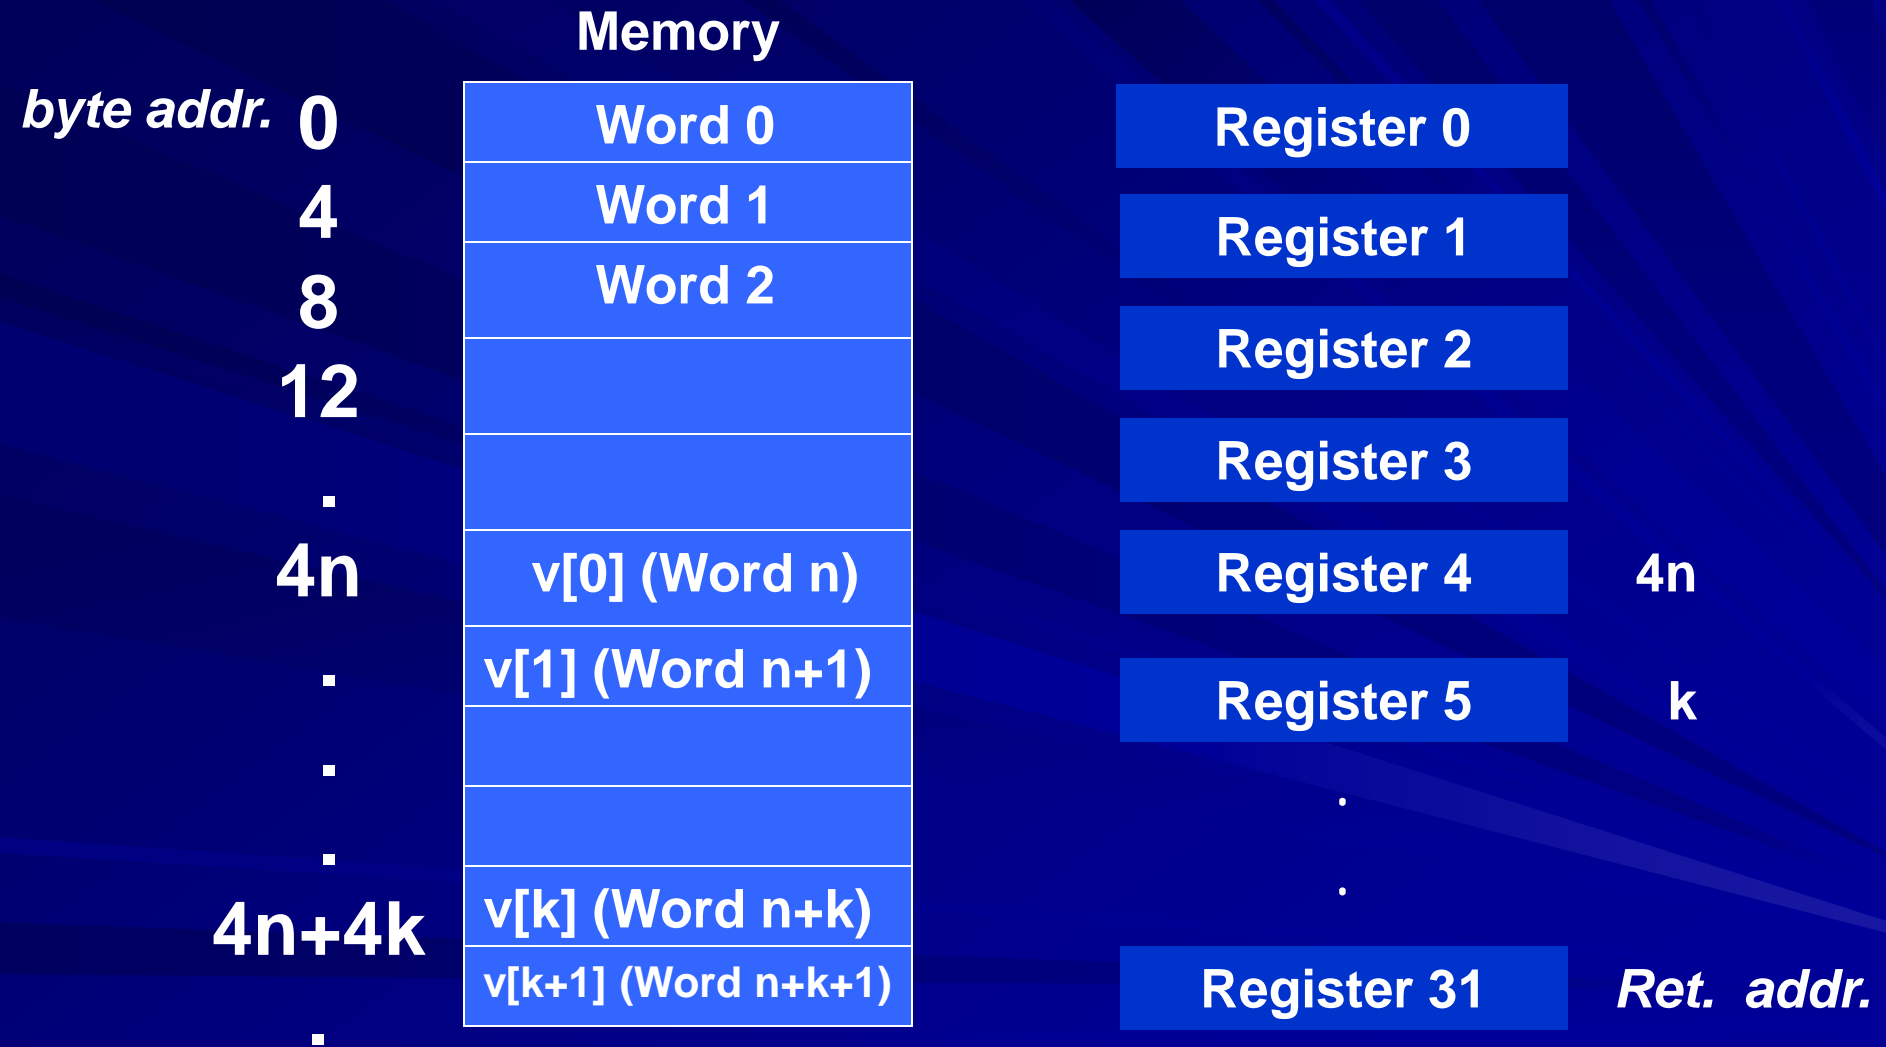 Memory
byte addr. 0 Word 0 Register 0
4 Word 1 Register 1
8 Word 2 Register 2
12
. Register 3
4n v[0] (Word n) Register 4 4n
. v[1] (Word n+1) Register 5 k
. .
. .
4n+4k v[k] (Word n+k)
v[k+1] (Word n+k+1) Register 31 Ret. addr.
.